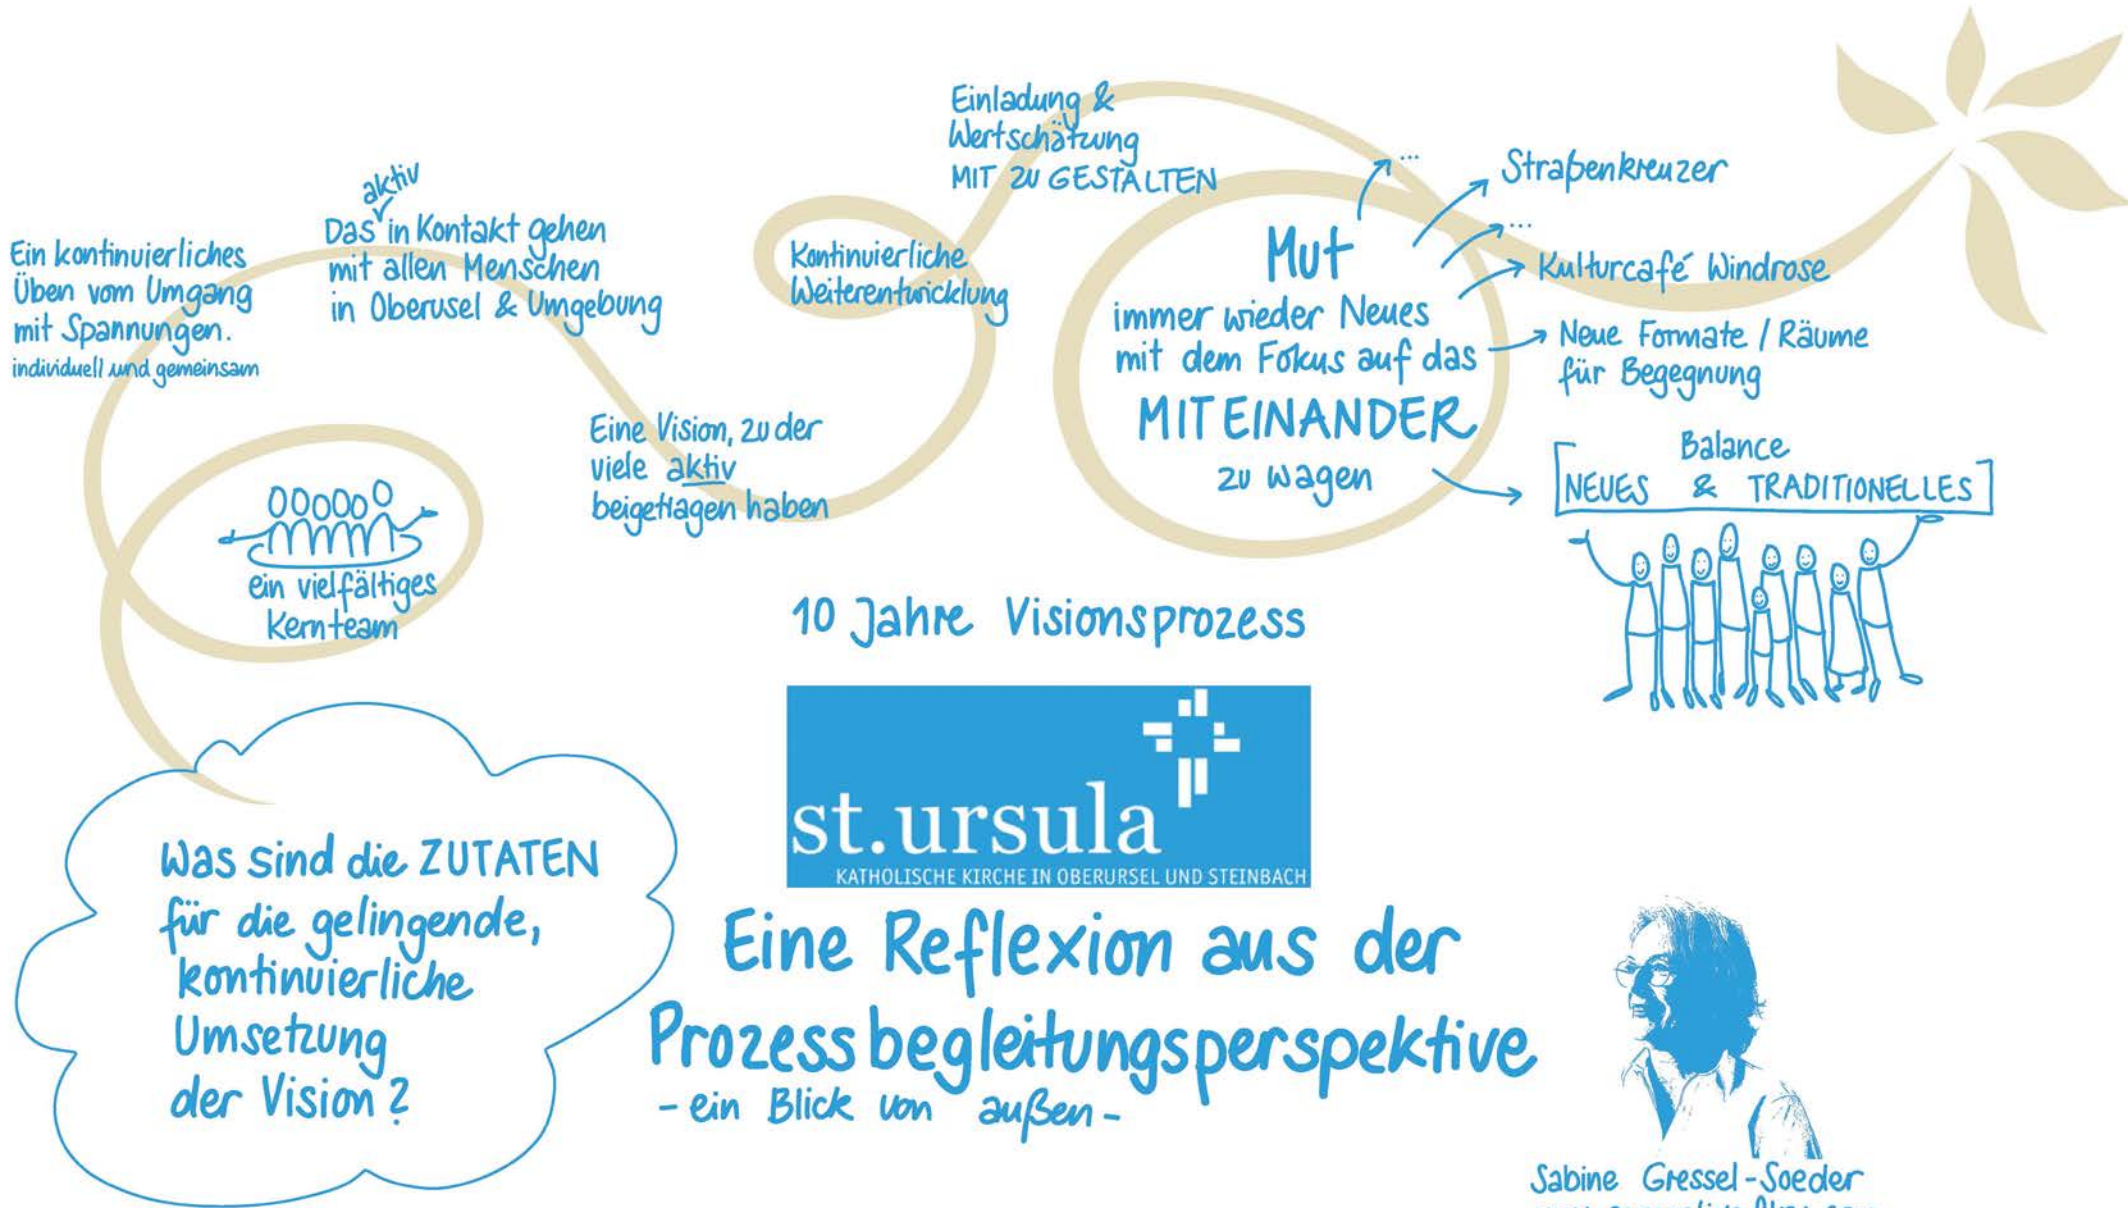 Ein kontinuierliches
Üben vom Umgang
mit Spannungen.
individuell und gemeinsam
aktiv
Das in Kontakt gehen
mit allen Menschen
in Oberusel & Umgebung
ein vielfältiges
Kernteam
Eine Vision, zu der
viele aktiv
beigetragen haben
Kontinuierliche
Weiterentwicklung
Einladung &
Wertschätzung
MIT ZU GESTALTEN
Mut
immer wieder Neues
mit dem Fokus auf das
MITEINANDER
zu wagen
...
Straßenkreuzer
...
Kulturcafé Windrose
Neue Formate / Räume
für Begegnung
Balance
NEUES & TRADITIONELLES
10 Jahre Visionsprozess
st.ursula
KATHOLISCHE KIRCHE IN OBERURSEL UND STEINBACH
Was sind die ZUTATEN
für die gelingende,
kontinuierliche
Umsetzung
der Vision?
Eine Reflexion aus der
Prozessbegleitungsperspektive
- ein Blick von außen -
Sabine Gressel-Soeder